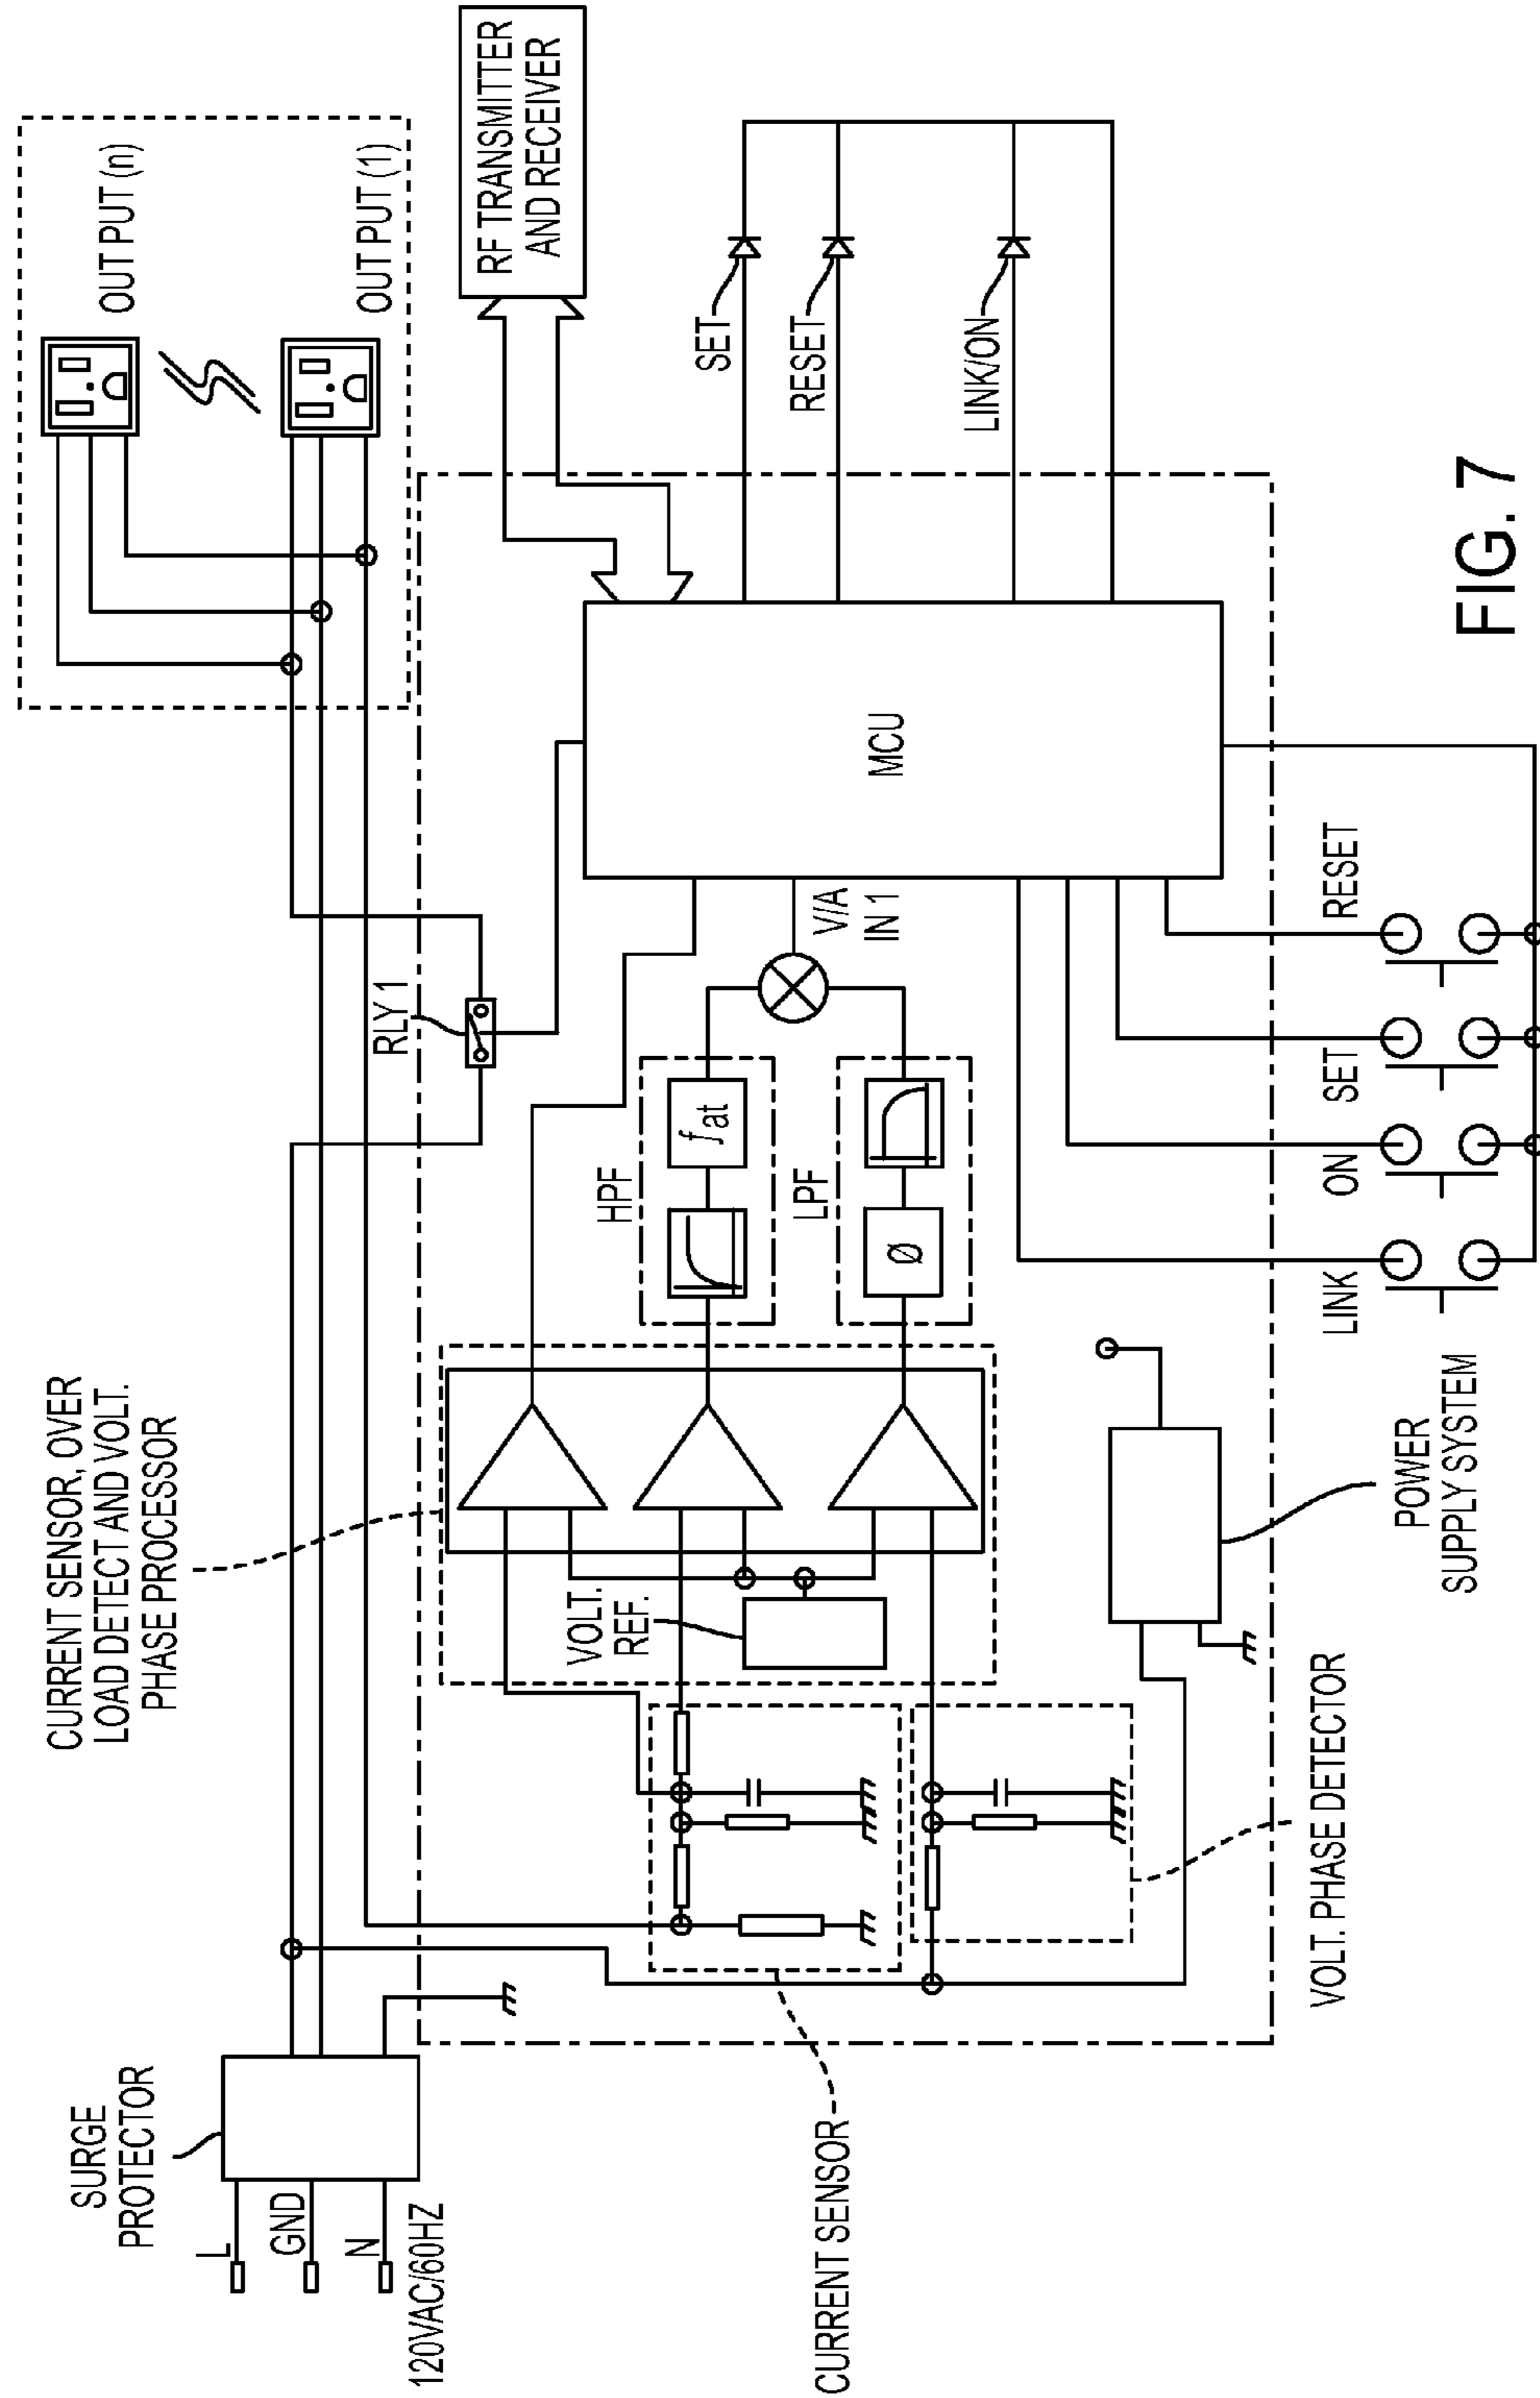 SURGE
PROTECTOR
L
GND
N
120VAC/60HZ
CURRENT SENSOR, OVER
LOAD DETECT AND VOLT.
PHASE PROCESSOR
RLY 1
OUT PUT (n)
OUT PUT (1)
RF TRANSMITTER
AND RECEIVER
VOLT.
REF.
HPF
fat
LPF
Ø
V/A
IN 1
MCU
SET
RESET
LINK/ON
CURRENT SENSOR
VOLT. PHASE DETECTOR
POWER
SUPPLY SYSTEM
LINK
ON
SET
RESET
FIG. 7